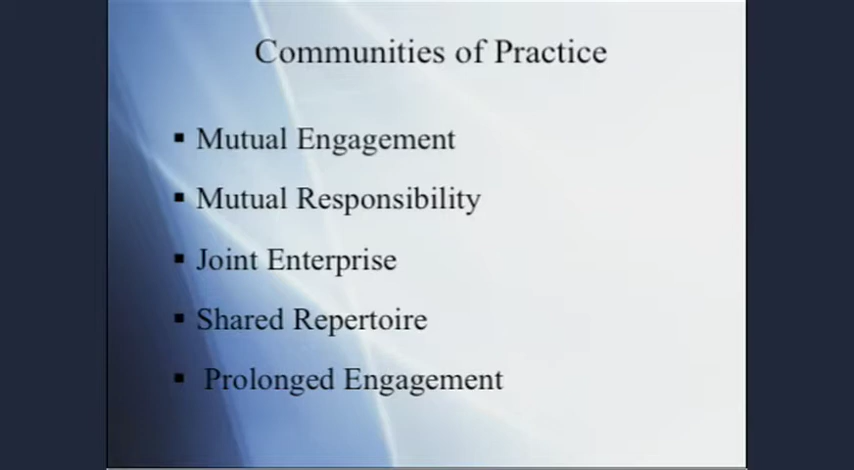 Communities of Practice
▪ Mutual Engagement
▪ Mutual Responsibility
▪ Joint Enterprise
▪ Shared Repertoire
▪ Prolonged Engagement